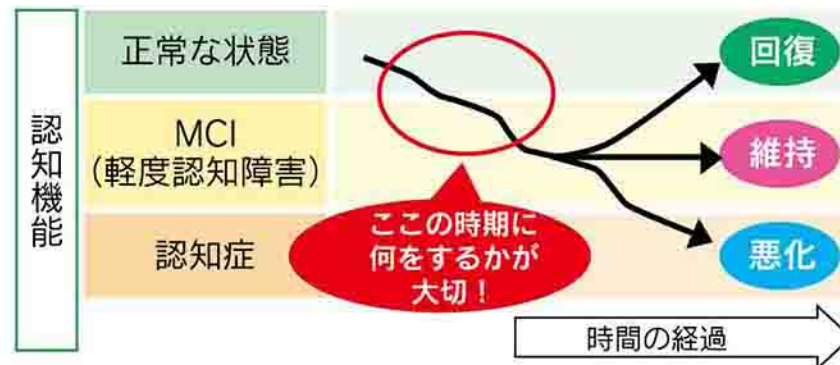 認知機能
正常な状態
MCI
(軽度認知障害)
認知症
ここの時期に
何をするかが
大切！
回復
維持
悪化
時間の経過